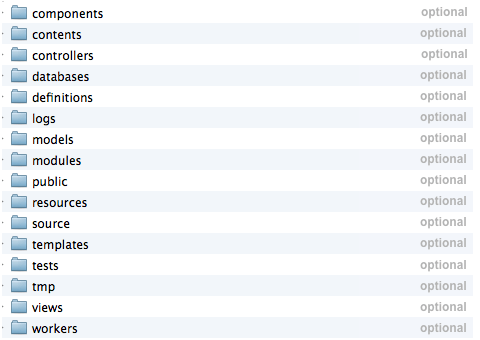 components optional
contents optional
controllers optional
databases optional
definitions optional
logs optional
models optional
modules optional
public optional
resources optional
source optional
templates optional
tests optional
tmp optional
views optional
workers optional